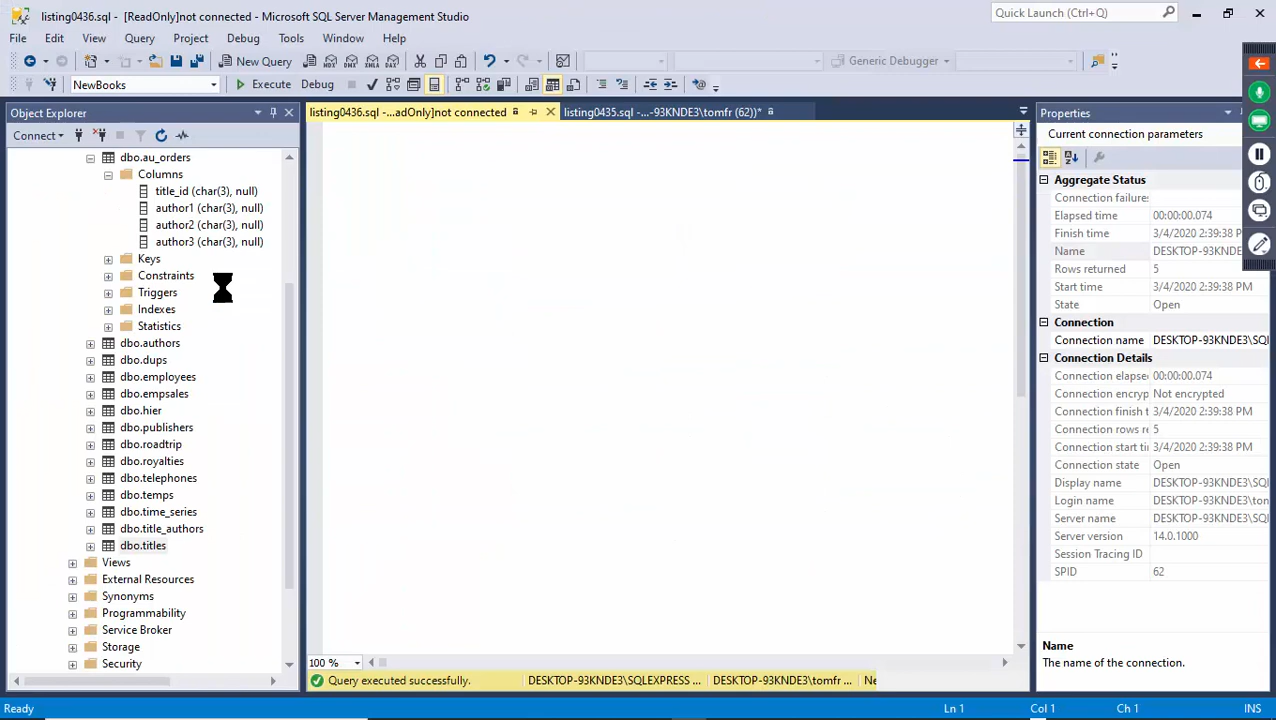 listing0436.sql - [ReadOnly]not connected - Microsoft SQL Server Management Studio
Quick Launch (Ctrl+Q)
File Edit View Query Project Debug Tools Window Help
New Query MDX DMX XMLA DAX Generic Debugger
NewBooks Execute Debug
Object Explorer
Connect
dbo.au_orders
Columns
title_id (char(3), null)
author1 (char(3), null)
author2 (char(3), null)
author3 (char(3), null)
Keys
Constraints
Triggers
Indexes
Statistics
dbo.authors
dbo.dups
dbo.employees
dbo.empsales
dbo.hier
dbo.publishers
dbo.roadtrip
dbo.royalties
dbo.telephones
dbo.temps
dbo.time_series
dbo.title_authors
dbo.titles
Views
External Resources
Synonyms
Programmability
Service Broker
Storage
Security
listing0436.sql -...adOnly]not connected
listing0435.sql -...-93KNDE3\tomfr (62))*
100 %
Query executed successfully. DESKTOP-93KNDE3\SQLEXPRESS ... DESKTOP-93KNDE3\tomfr ... Ne
Properties
Current connection parameters
Aggregate Status
Connection failures
Elapsed time 00:00:00.074
Finish time 3/4/2020 2:39:38 PM
Name DESKTOP-93KNDE
Rows returned 5
Start time 3/4/2020 2:39:38 PM
State Open
Connection
Connection name DESKTOP-93KNDE3\SQL
Connection Details
Connection elapse 00:00:00.074
Connection encryp Not encrypted
Connection finish t 3/4/2020 2:39:38 PM
Connection rows re 5
Connection start tir 3/4/2020 2:39:38 PM
Connection state Open
Display name DESKTOP-93KNDE3\SQL
Login name DESKTOP-93KNDE3\ton
Server name DESKTOP-93KNDE3\SQL
Server version 14.0.1000
Session Tracing ID
SPID 62
Name
The name of the connection.
Ready Ln 1 Col 1 Ch 1 INS